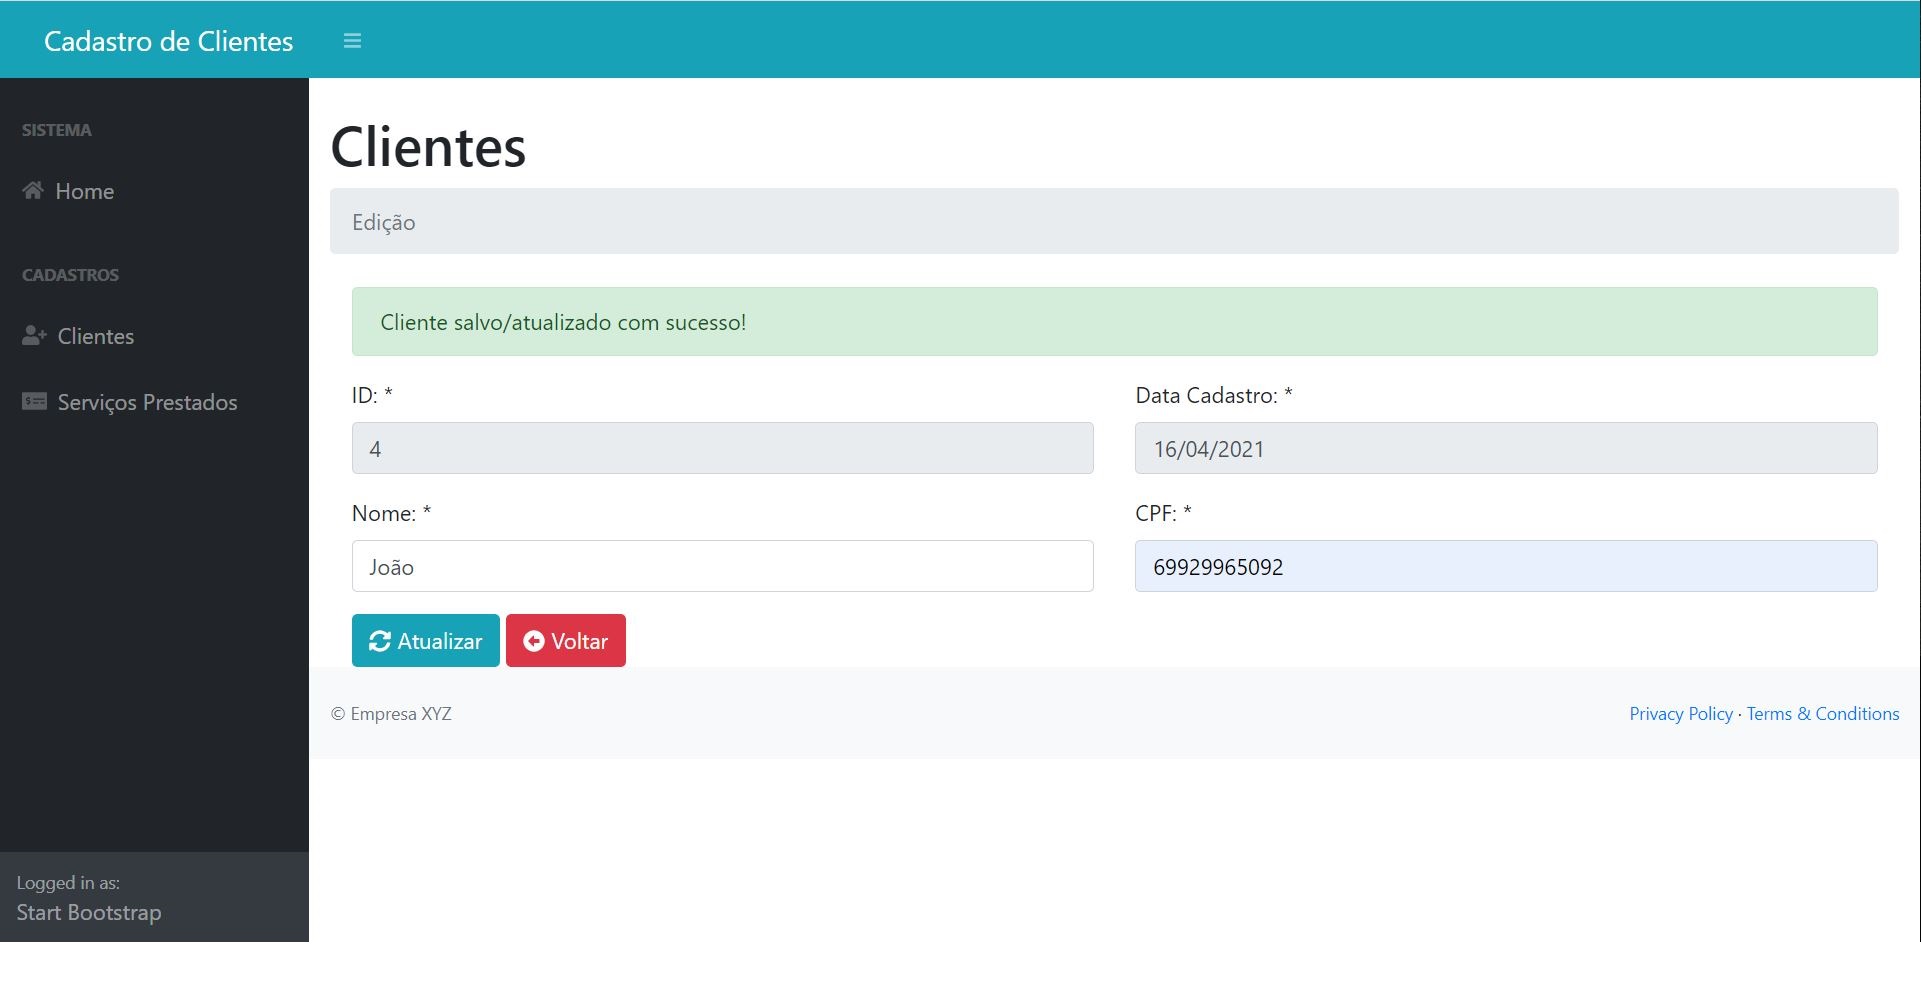 Cadastro de Clientes
SISTEMA
Home
CADASTROS
Clientes
Serviços Prestados
Logged in as:
Start Bootstrap
Clientes
Edição
Cliente salvo/atualizado com sucesso!
ID: *
Data Cadastro: *
4
16/04/2021
Nome: *
CPF: *
João
69929965092
Atualizar
Voltar
© Empresa XYZ
Privacy Policy · Terms & Conditions